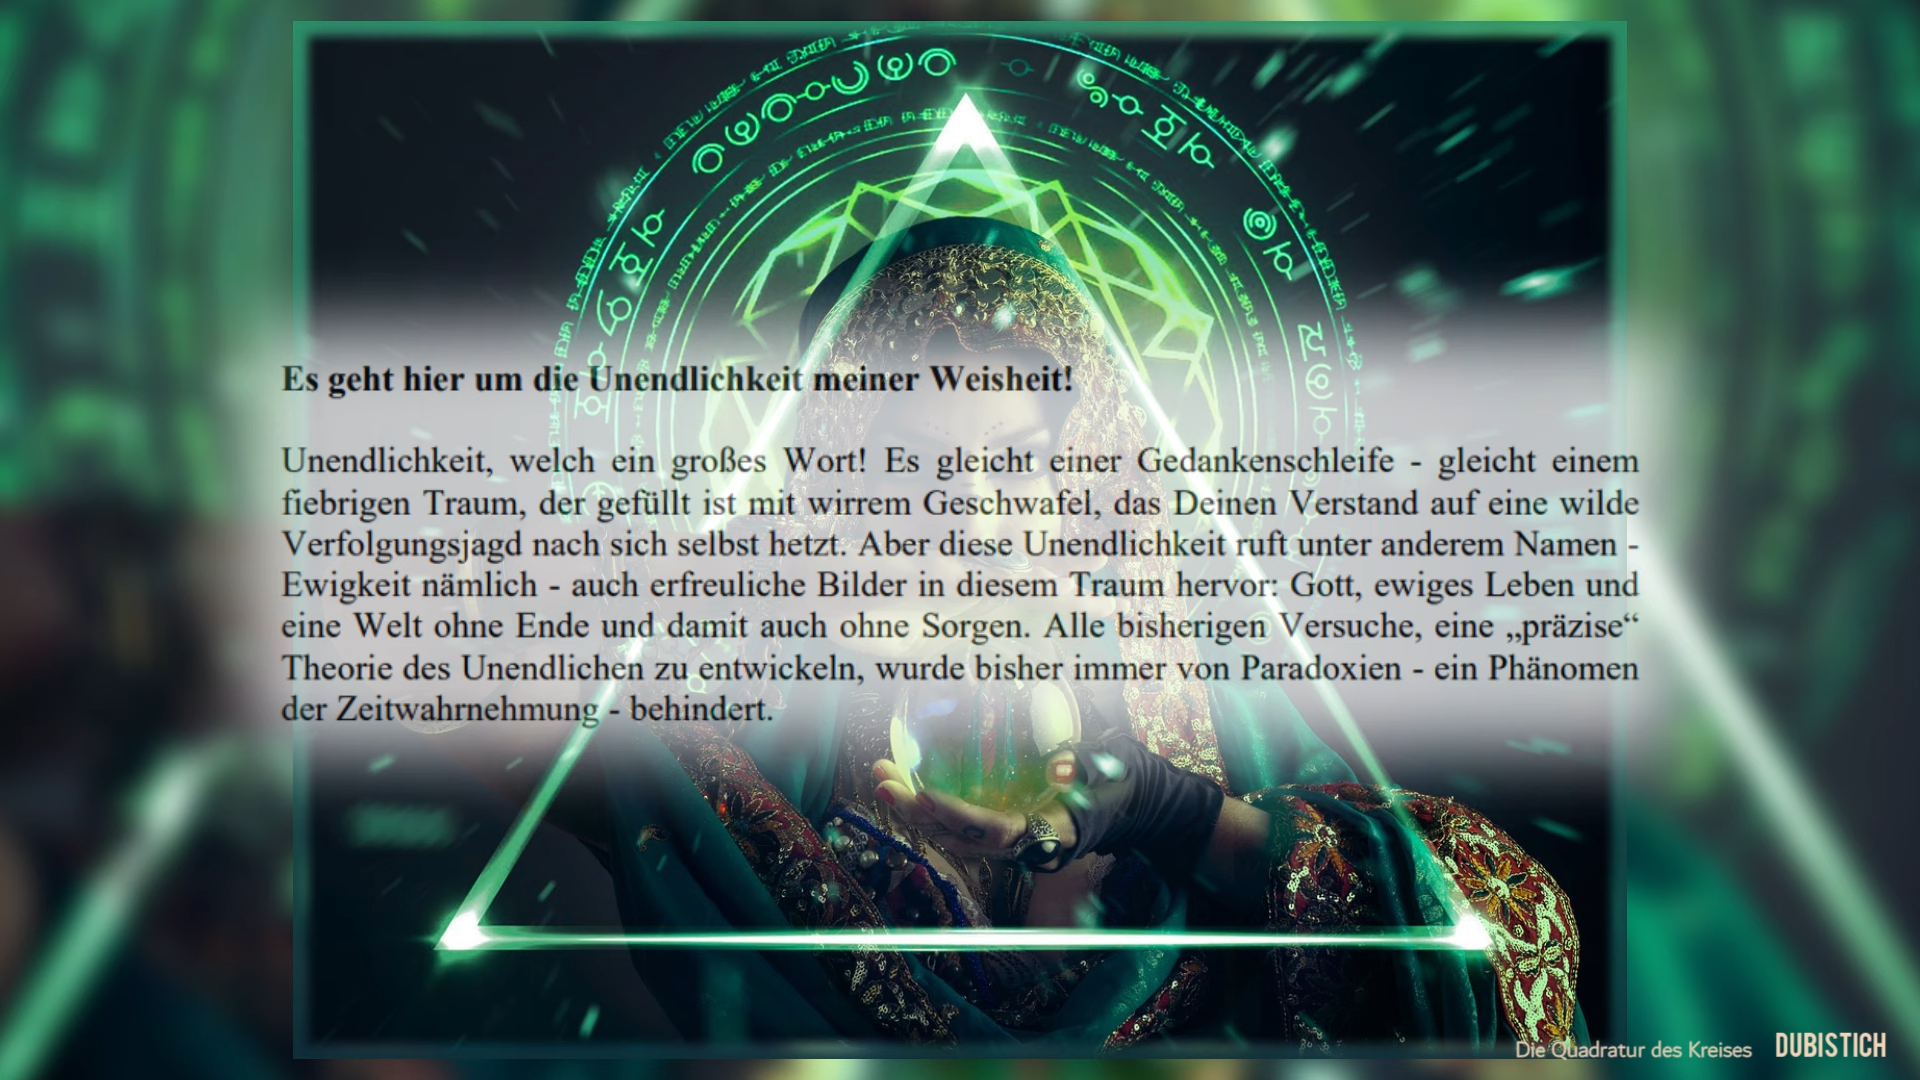 Es geht hier um die Unendlichkeit meiner Weisheit!
Unendlichkeit, welch ein großes Wort! Es gleicht einer Gedankenschleife - gleicht einem
fiebrigen Traum, der gefüllt ist mit wirrem Geschwafel, das Deinen Verstand auf eine wilde
Verfolgungsjagd nach sich selbst hetzt. Aber diese Unendlichkeit ruft unter anderem Namen -
Ewigkeit nämlich - auch erfreuliche Bilder in diesem Traum hervor: Gott, ewiges Leben und
eine Welt ohne Ende und damit auch ohne Sorgen. Alle bisherigen Versuche, eine „präzise“
Theorie des Unendlichen zu entwickeln, wurde bisher immer von Paradoxien - ein Phänomen
der Zeitwahrnehmung - behindert.
Die Quadratur des Kreises DUBISTICH